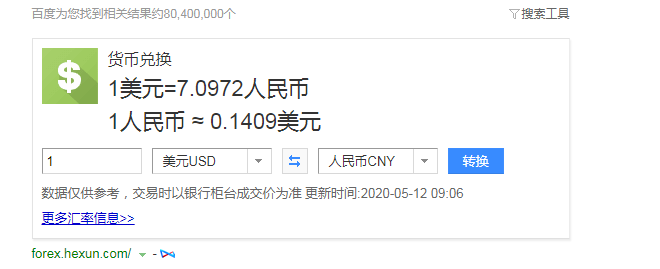 百度为您找到相关结果约80,400,000个
搜索工具
货币兑换
1美元=7.0972人民币
1人民币 ≈ 0.1409美元
1 美元USD 人民币CNY 转换
数据仅供参考，交易时以银行柜台成交价为准 更新时间:2020-05-12 09:06
更多汇率信息>>
forex.hexun.com/ -